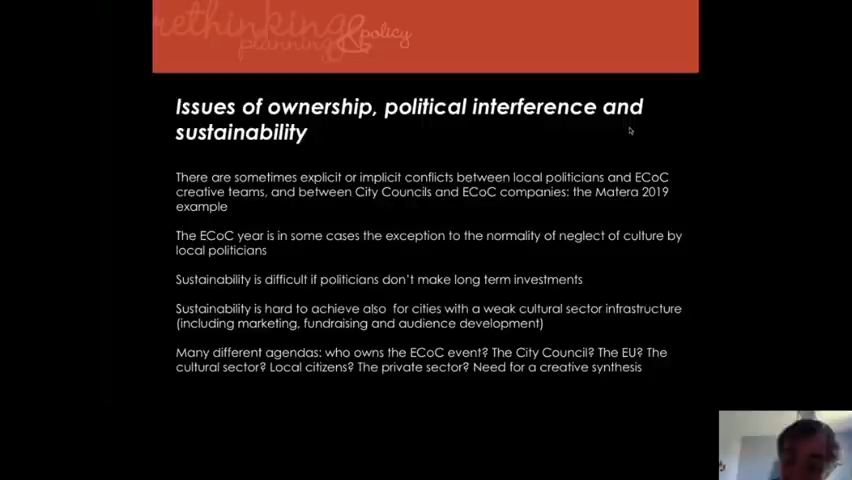 rethinking
planning & policy
Issues of ownership, political interference and
sustainability
There are sometimes explicit or implicit conflicts between local politicians and ECoC
creative teams, and between City Councils and ECoC companies: the Matera 2019
example
The ECoC year is in some cases the exception to the normality of neglect of culture by
local politicians
Sustainability is difficult if politicians don't make long term investments
Sustainability is hard to achieve also  for cities with a weak cultural sector infrastructure
(including marketing, fundraising and audience development)
Many different agendas: who owns the ECoC event? The City Council? The EU? The
cultural sector? Local citizens? The private sector? Need for a creative synthesis